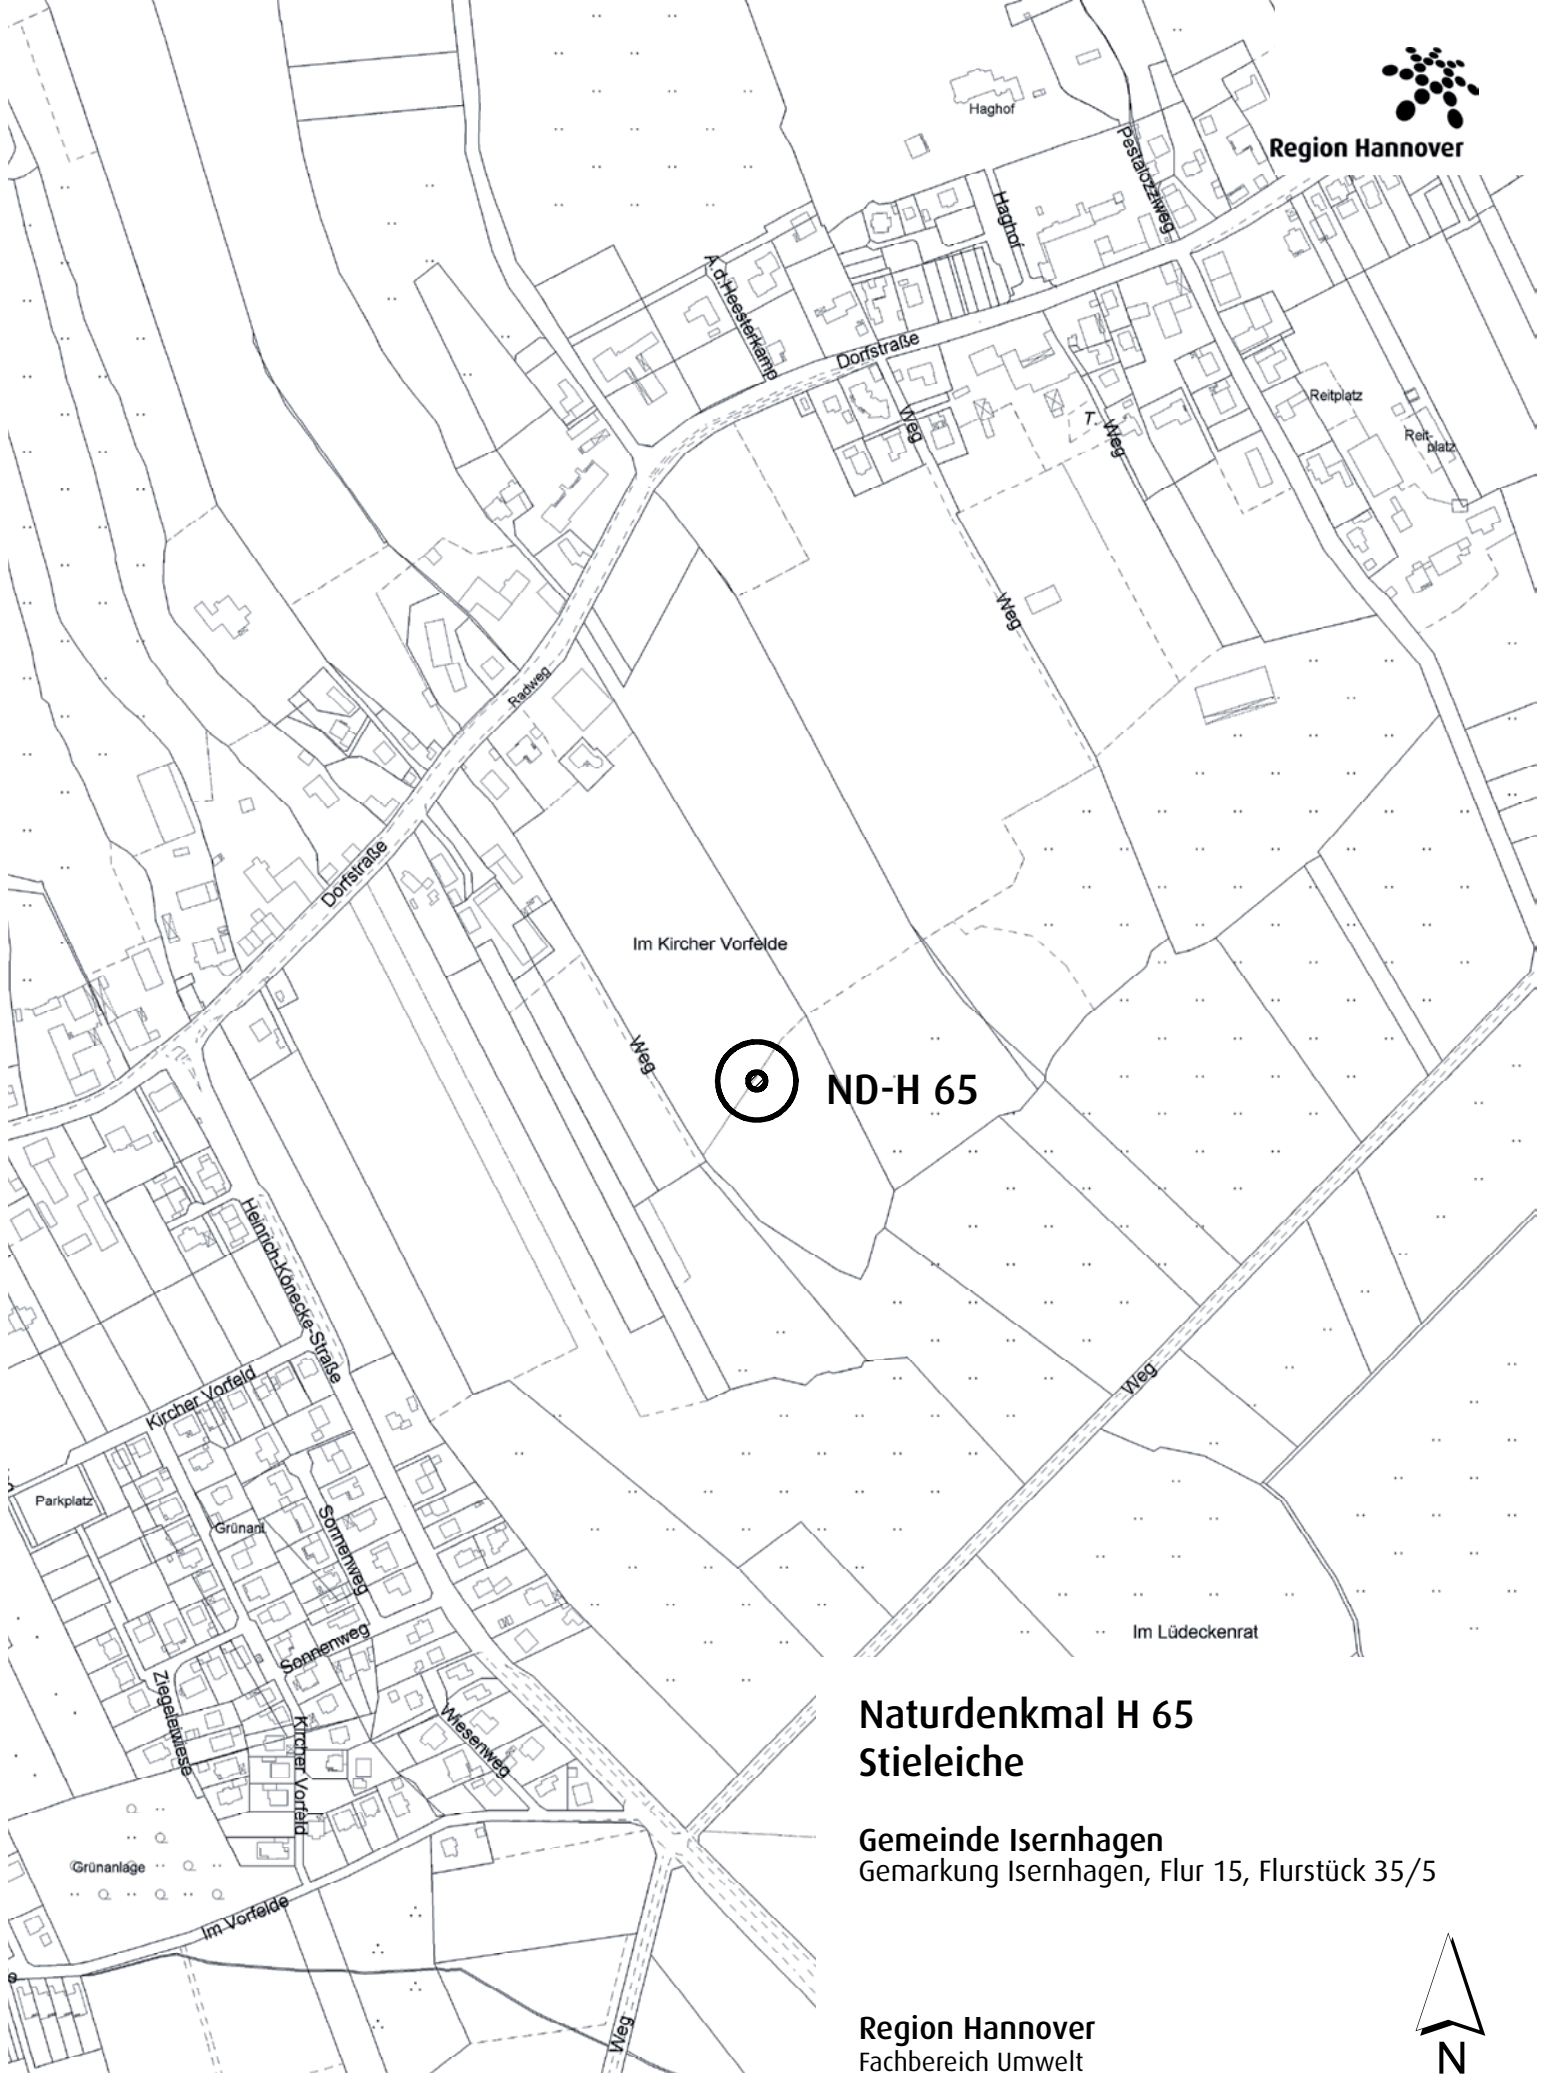 Haghof
Region Hannover
Pestalozziweg
Haghof
A.d.Heesterkamp
Dorfstraße
Reitplatz
Weg
T. Weg
Reit-
platz
Weg
Radweg
Dorfstraße
Im Kircher Vorfelde
Weg
ND-H 65
Heinrich-Könecke-Straße
Kircher Vorfeld
Weg
Parkplatz
Grünanl.
Sonnenweg
Sonnenweg
Im Lüdeckenrat
Ziegeleiwiese
Kircher Vorfeld
Wiesenweg
Naturdenkmal H 65
Stieleiche
Gemeinde Isernhagen
Gemarkung Isernhagen, Flur 15, Flurstück 35/5
Grünanlage
Im Vorfelde
Weg
Region Hannover
Fachbereich Umwelt
N